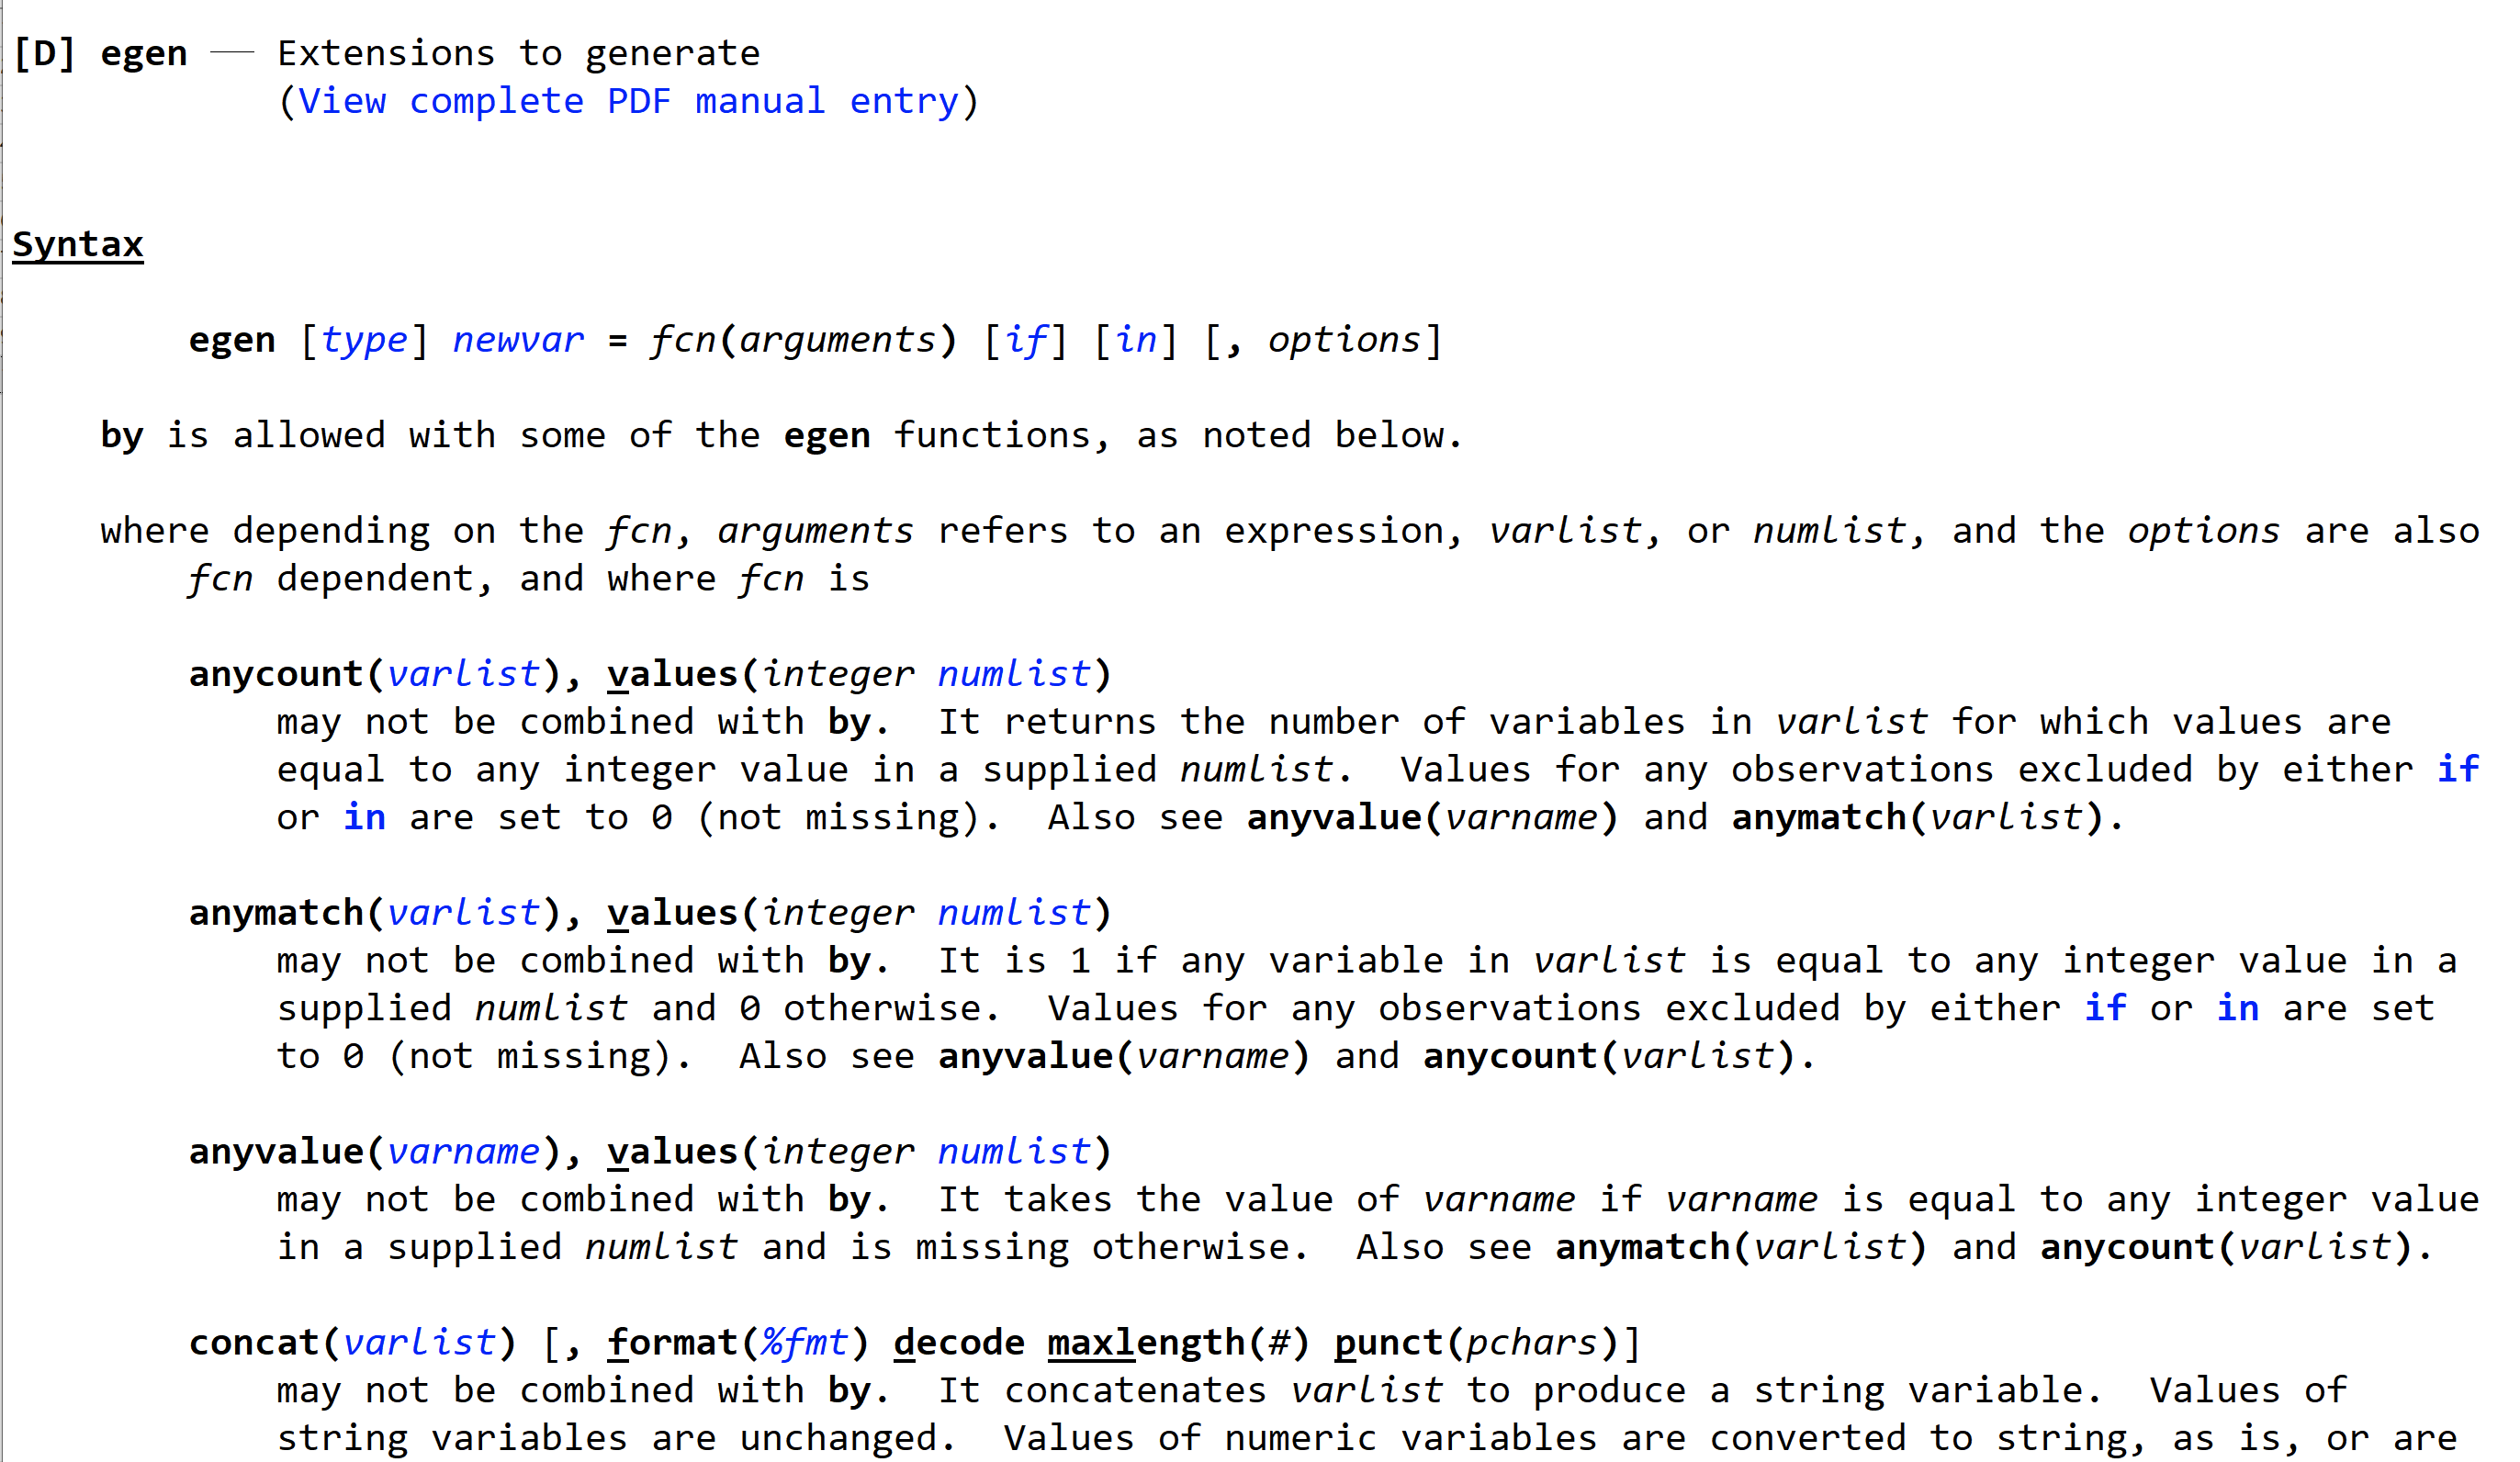 [D] egen — Extensions to generate
(View complete PDF manual entry)
Syntax
egen [type] newvar = fcn(arguments) [if] [in] [, options]
by is allowed with some of the egen functions, as noted below.
where depending on the fcn, arguments refers to an expression, varlist, or numlist, and the options are also
fcn dependent, and where fcn is
anycount(varlist), values(integer numlist)
may not be combined with by.  It returns the number of variables in varlist for which values are
equal to any integer value in a supplied numlist.  Values for any observations excluded by either if
or in are set to 0 (not missing).  Also see anyvalue(varname) and anymatch(varlist).
anymatch(varlist), values(integer numlist)
may not be combined with by.  It is 1 if any variable in varlist is equal to any integer value in a
supplied numlist and 0 otherwise.  Values for any observations excluded by either if or in are set
to 0 (not missing).  Also see anyvalue(varname) and anycount(varlist).
anyvalue(varname), values(integer numlist)
may not be combined with by.  It takes the value of varname if varname is equal to any integer value
in a supplied numlist and is missing otherwise.  Also see anymatch(varlist) and anycount(varlist).
concat(varlist) [, format(%fmt) decode maxlength(#) punct(pchars)]
may not be combined with by.  It concatenates varlist to produce a string variable.  Values of
string variables are unchanged.  Values of numeric variables are converted to string, as is, or are